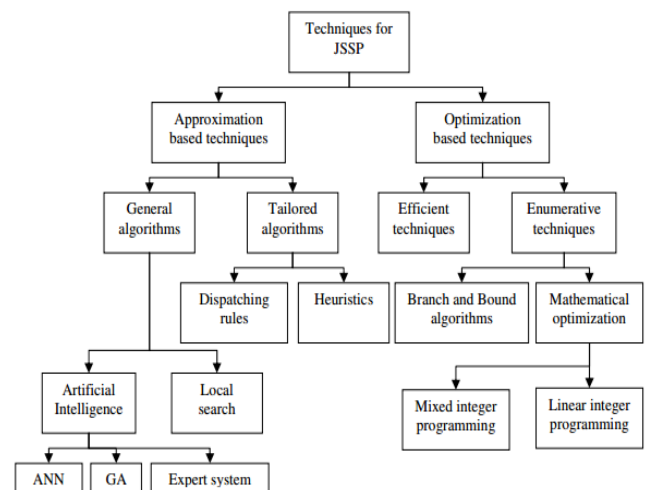 Techniques for
JSSP
Approximation
based techniques
Optimization
based techniques
General
algorithms
Tailored
algorithms
Efficient
techniques
Enumerative
techniques
Dispatching
rules
Heuristics
Branch and Bound
algorithms
Mathematical
optimization
Artificial
Intelligence
Local
search
Mixed integer
programming
Linear integer
programming
ANN
GA
Expert system